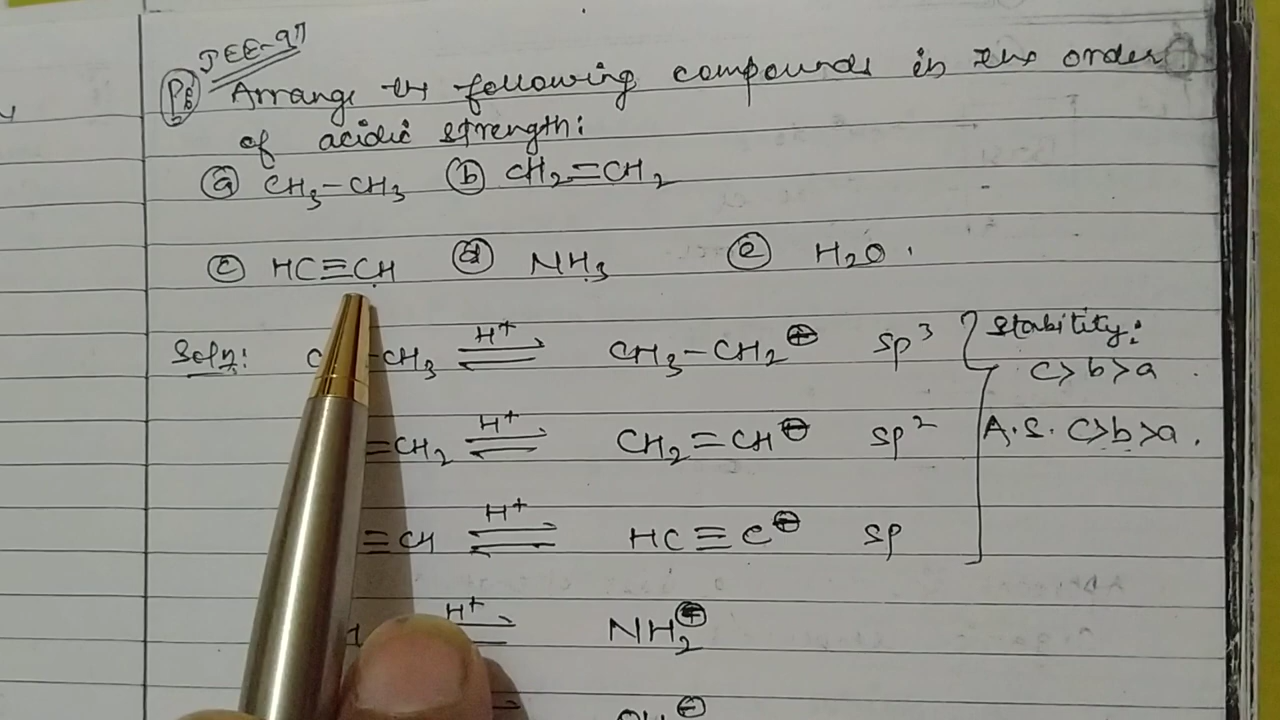 JEE-97
P6 Arrange the following compounds in the order
of acidic strength:
(a) CH3-CH3 (b) CH2=CH2
(c) HC≡CH (d) NH3 (e) H2O.
Soln: C -CH3 ⇌ H+ CH3-CH2⊖ sp³ Stability:
c>b>a.
=CH2 ⇌ H+ CH2=CH⊖ sp² A.S. c>b>a.
≡CH ⇌ H+ HC≡C⊖ sp
H+ NH2⊖